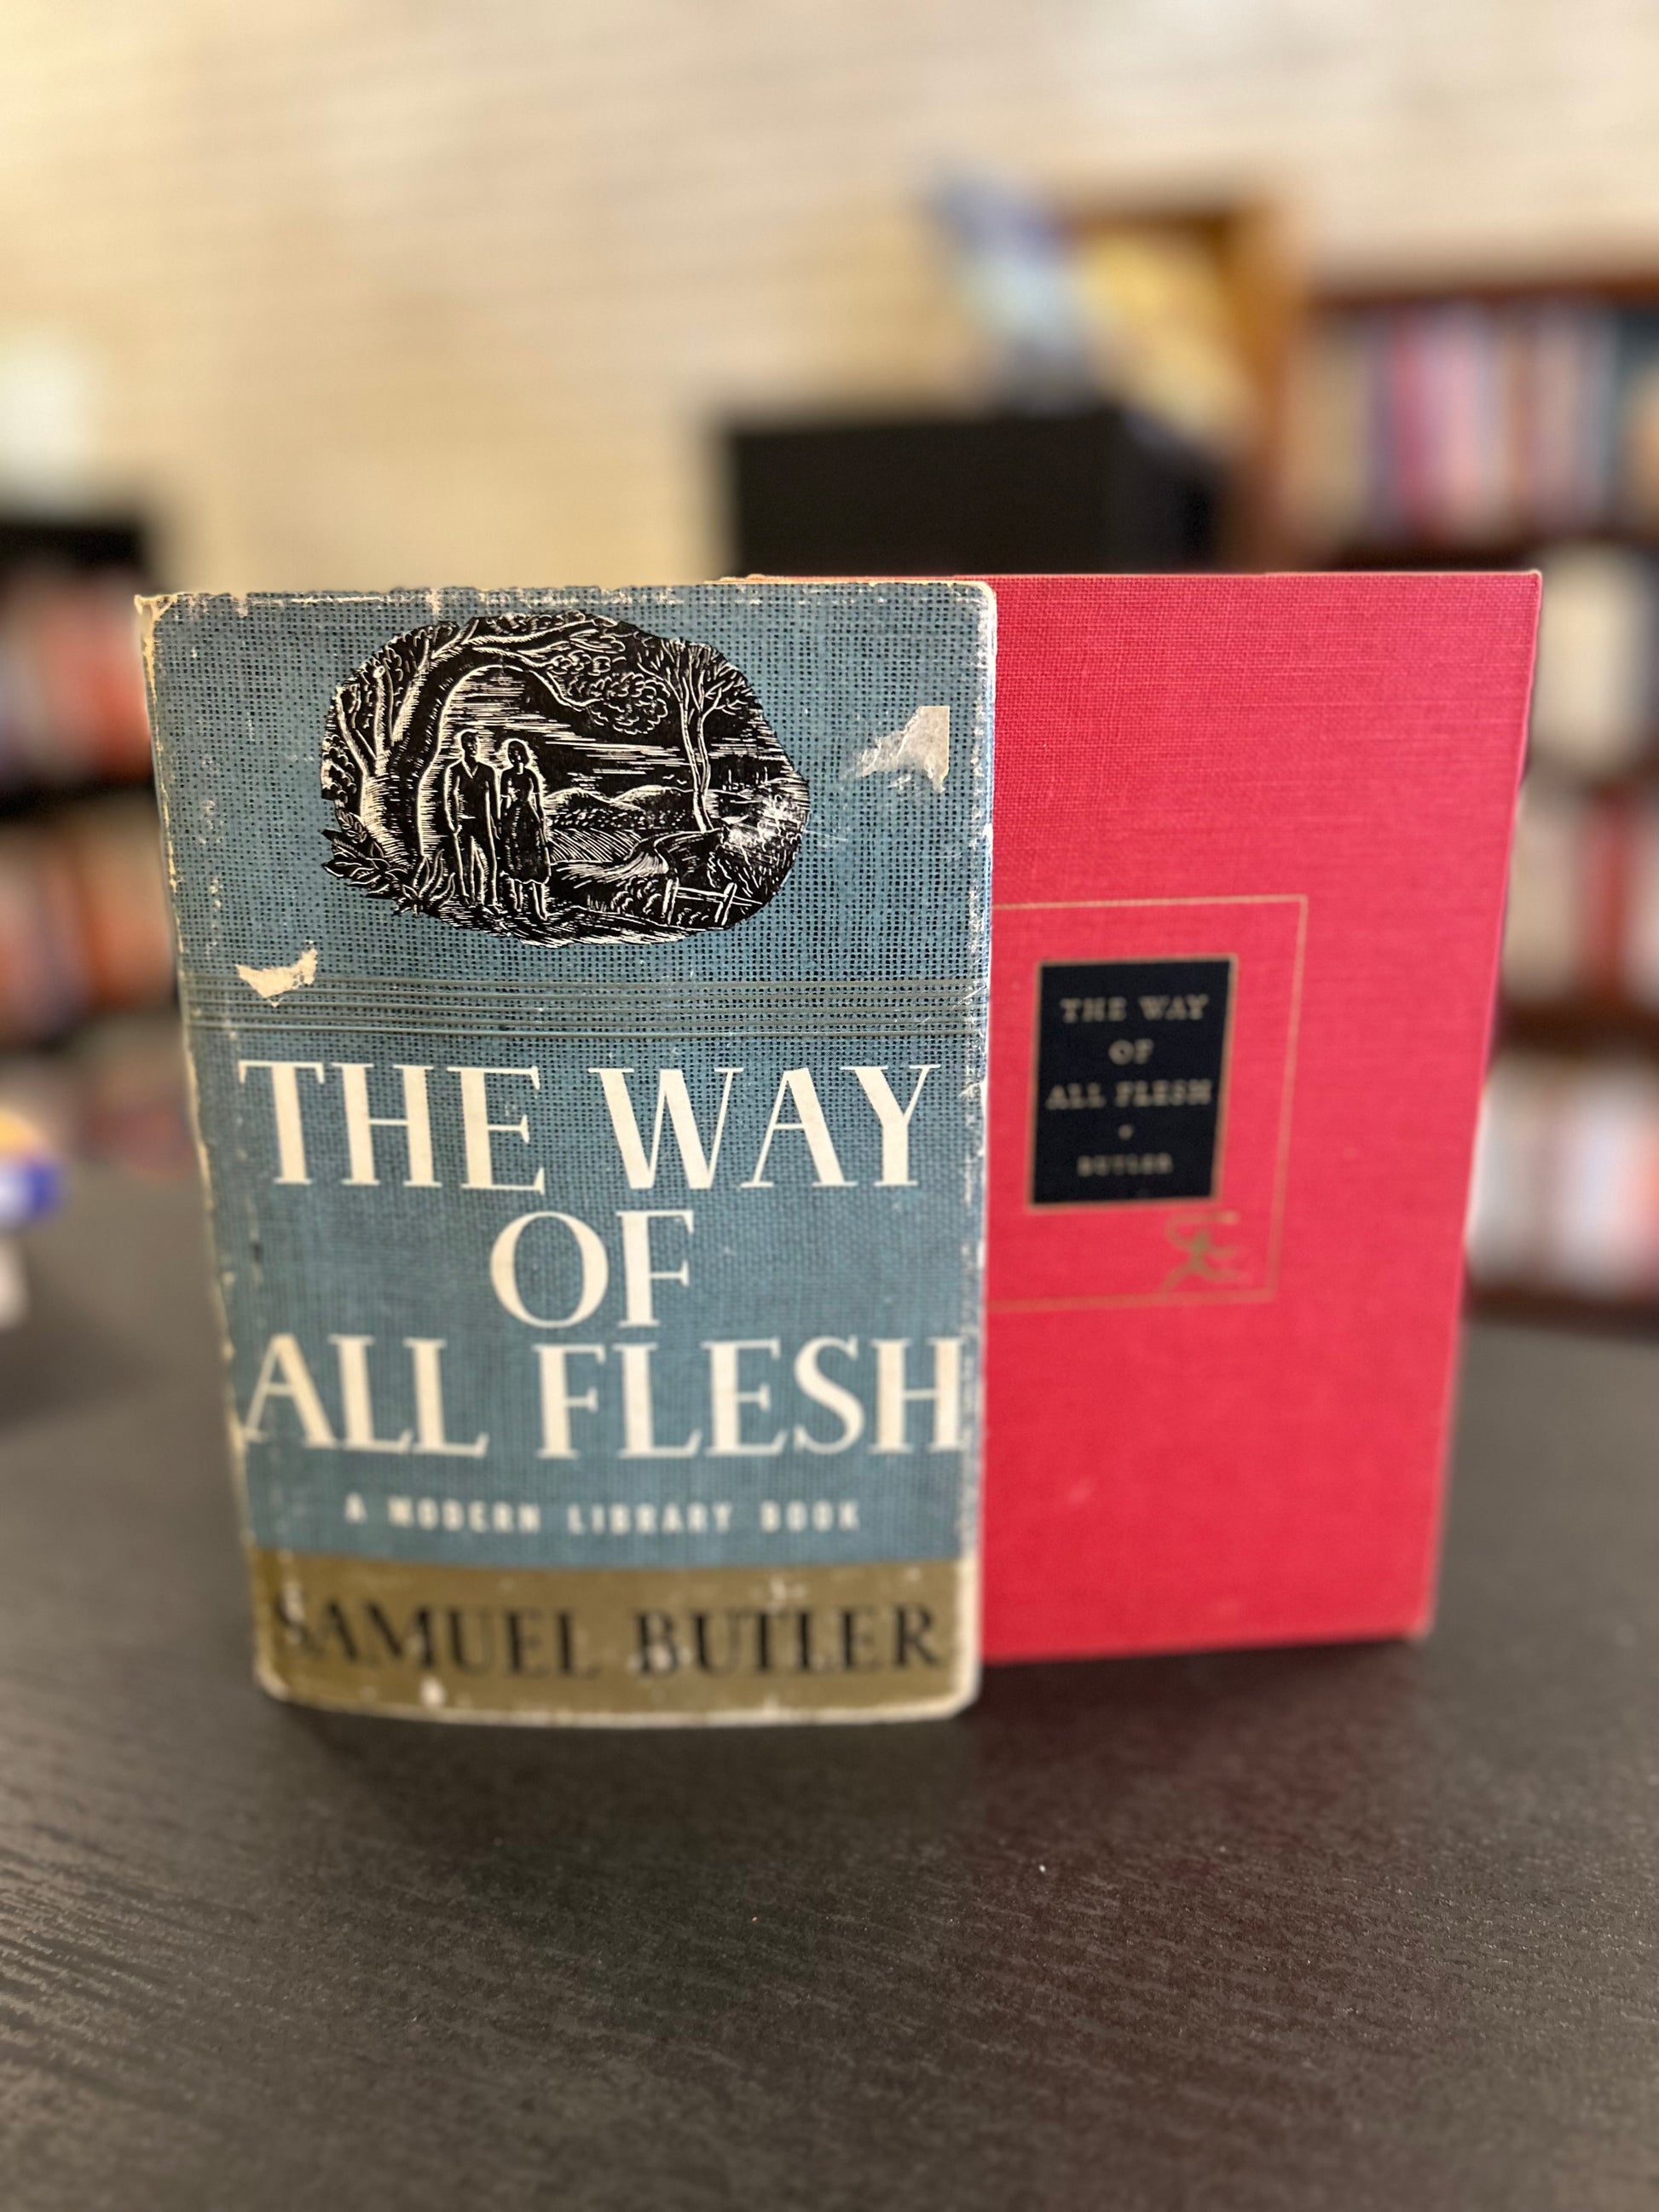 THE WAY
OF
ALL FLESH
A MODERN LIBRARY BOOK
SAMUEL BUTLER
THE WAY
OF
ALL FLESH
BUTLER